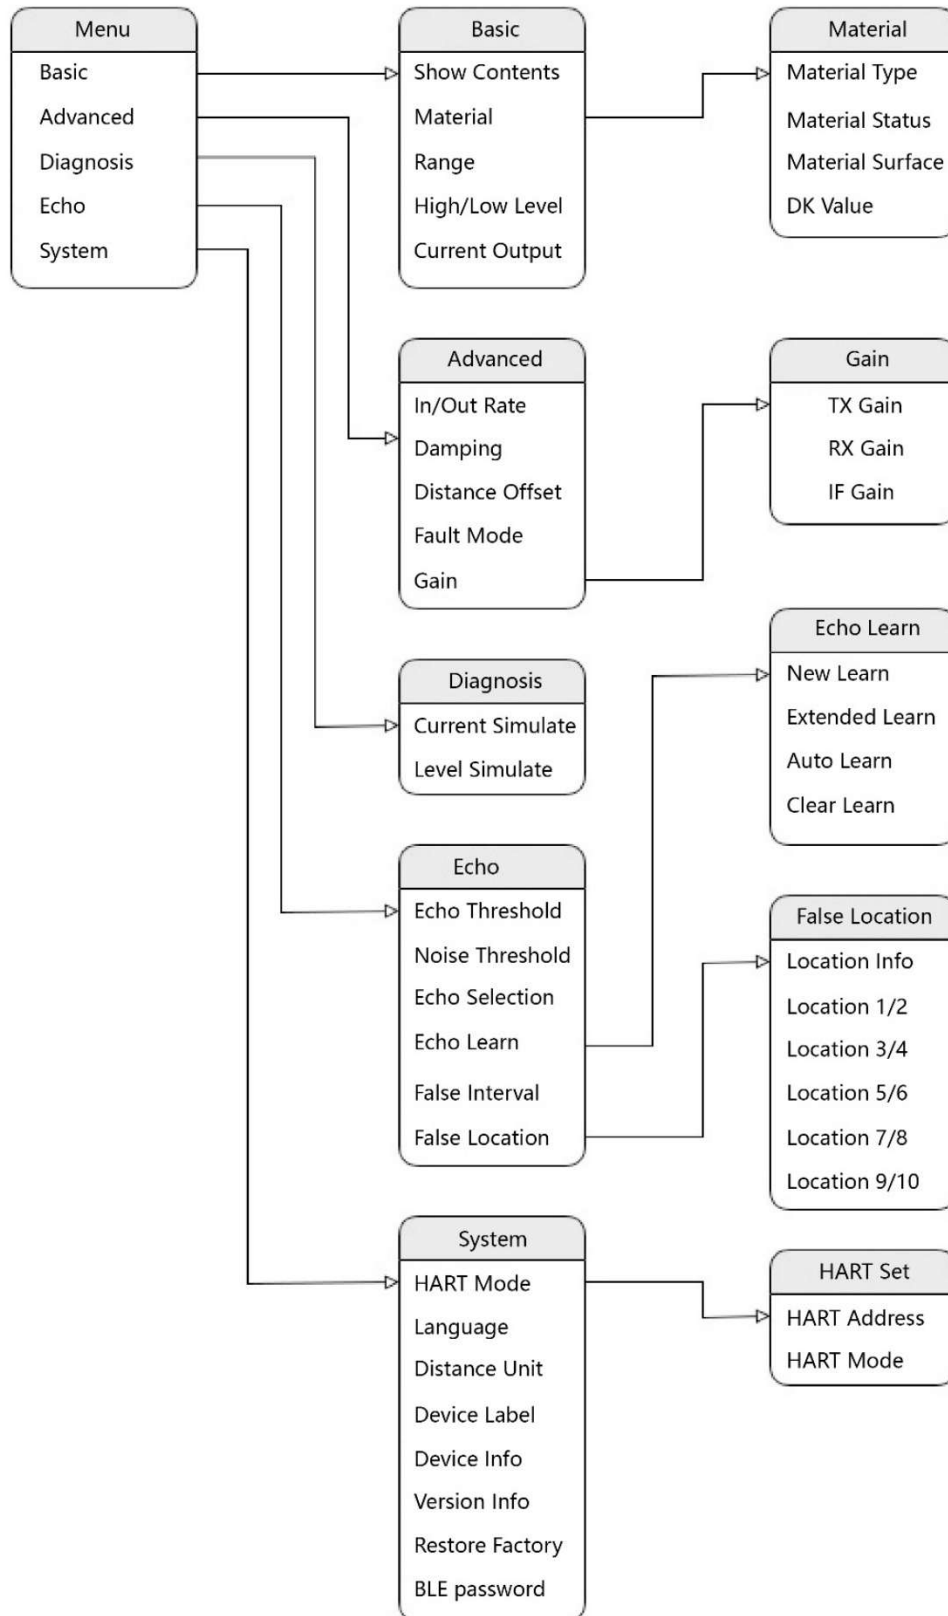 Menu
Basic
Advanced
Diagnosis
Echo
System
Basic
Show Contents
Material
Range
High/Low Level
Current Output
Material
Material Type
Material Status
Material Surface
DK Value
Advanced
In/Out Rate
Damping
Distance Offset
Fault Mode
Gain
Gain
TX Gain
RX Gain
IF Gain
Diagnosis
Current Simulate
Level Simulate
Echo
Echo Threshold
Noise Threshold
Echo Selection
Echo Learn
False Interval
False Location
Echo Learn
New Learn
Extended Learn
Auto Learn
Clear Learn
False Location
Location Info
Location 1/2
Location 3/4
Location 5/6
Location 7/8
Location 9/10
System
HART Mode
Language
Distance Unit
Device Label
Device Info
Version Info
Restore Factory
BLE password
HART Set
HART Address
HART Mode